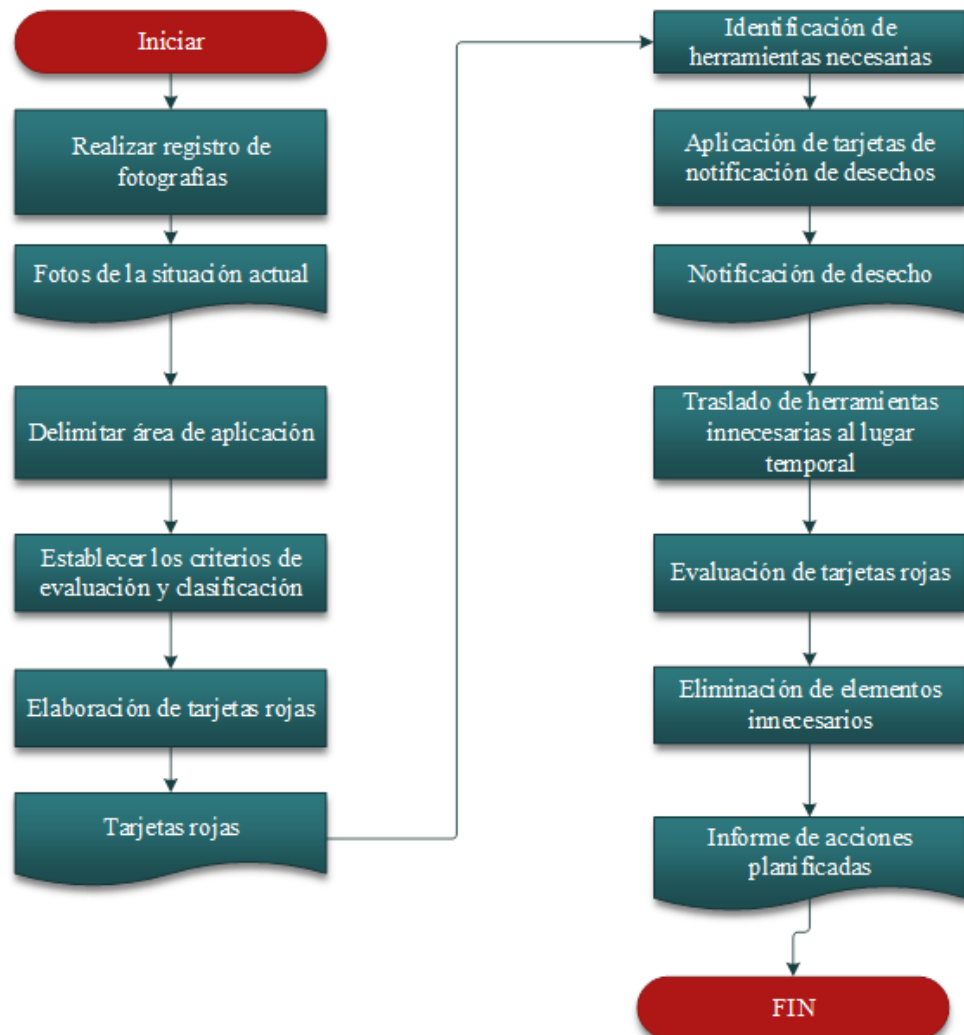 Iniciar
Realizar registro de
fotografías
Fotos de la situación actual
Delimitar área de aplicación
Establecer los criterios de
evaluación y clasificación
Elaboración de tarjetas rojas
Tarjetas rojas
Identificación de
herramientas necesarias
Aplicación de tarjetas de
notificación de desechos
Notificación de desecho
Traslado de herramientas
innecesarias al lugar
temporal
Evaluación de tarjetas rojas
Eliminación de elementos
innecesarios
Informe de acciones
planificadas
FIN